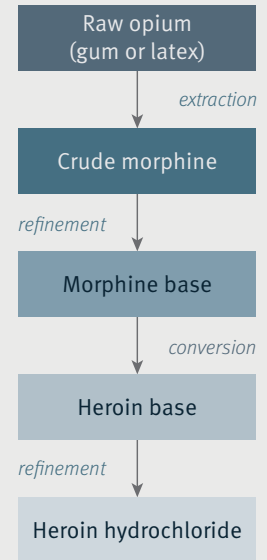 Raw opium
(gum or latex)
extraction
Crude morphine
refinement
Morphine base
conversion
Heroin base
refinement
Heroin hydrochloride